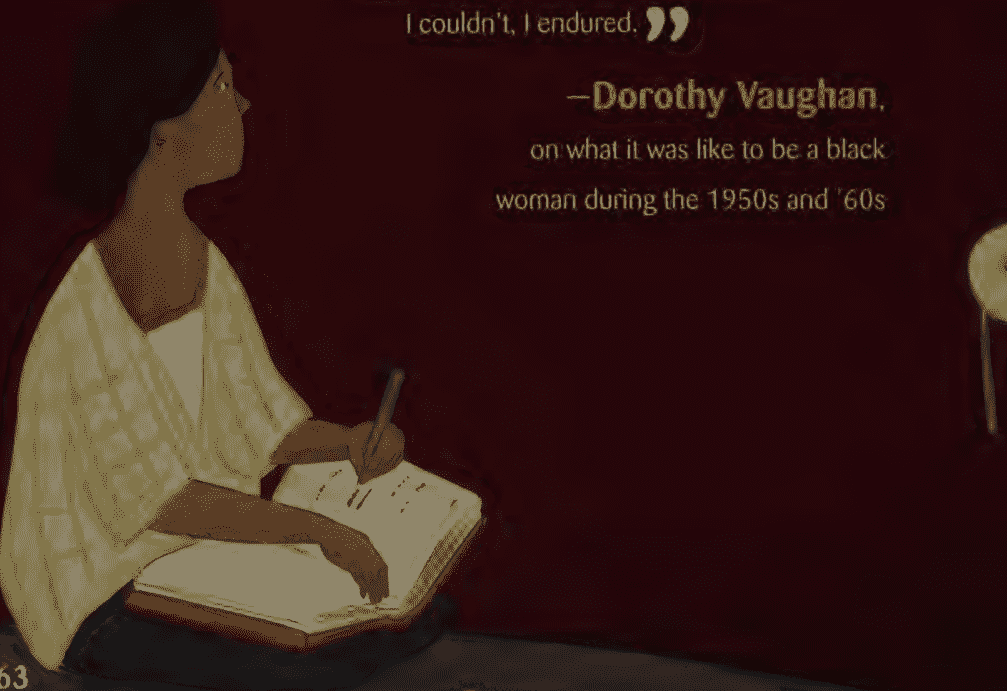 I couldn't, I endured.”
—Dorothy Vaughan,
on what it was like to be a black
woman during the 1950s and '60s
63